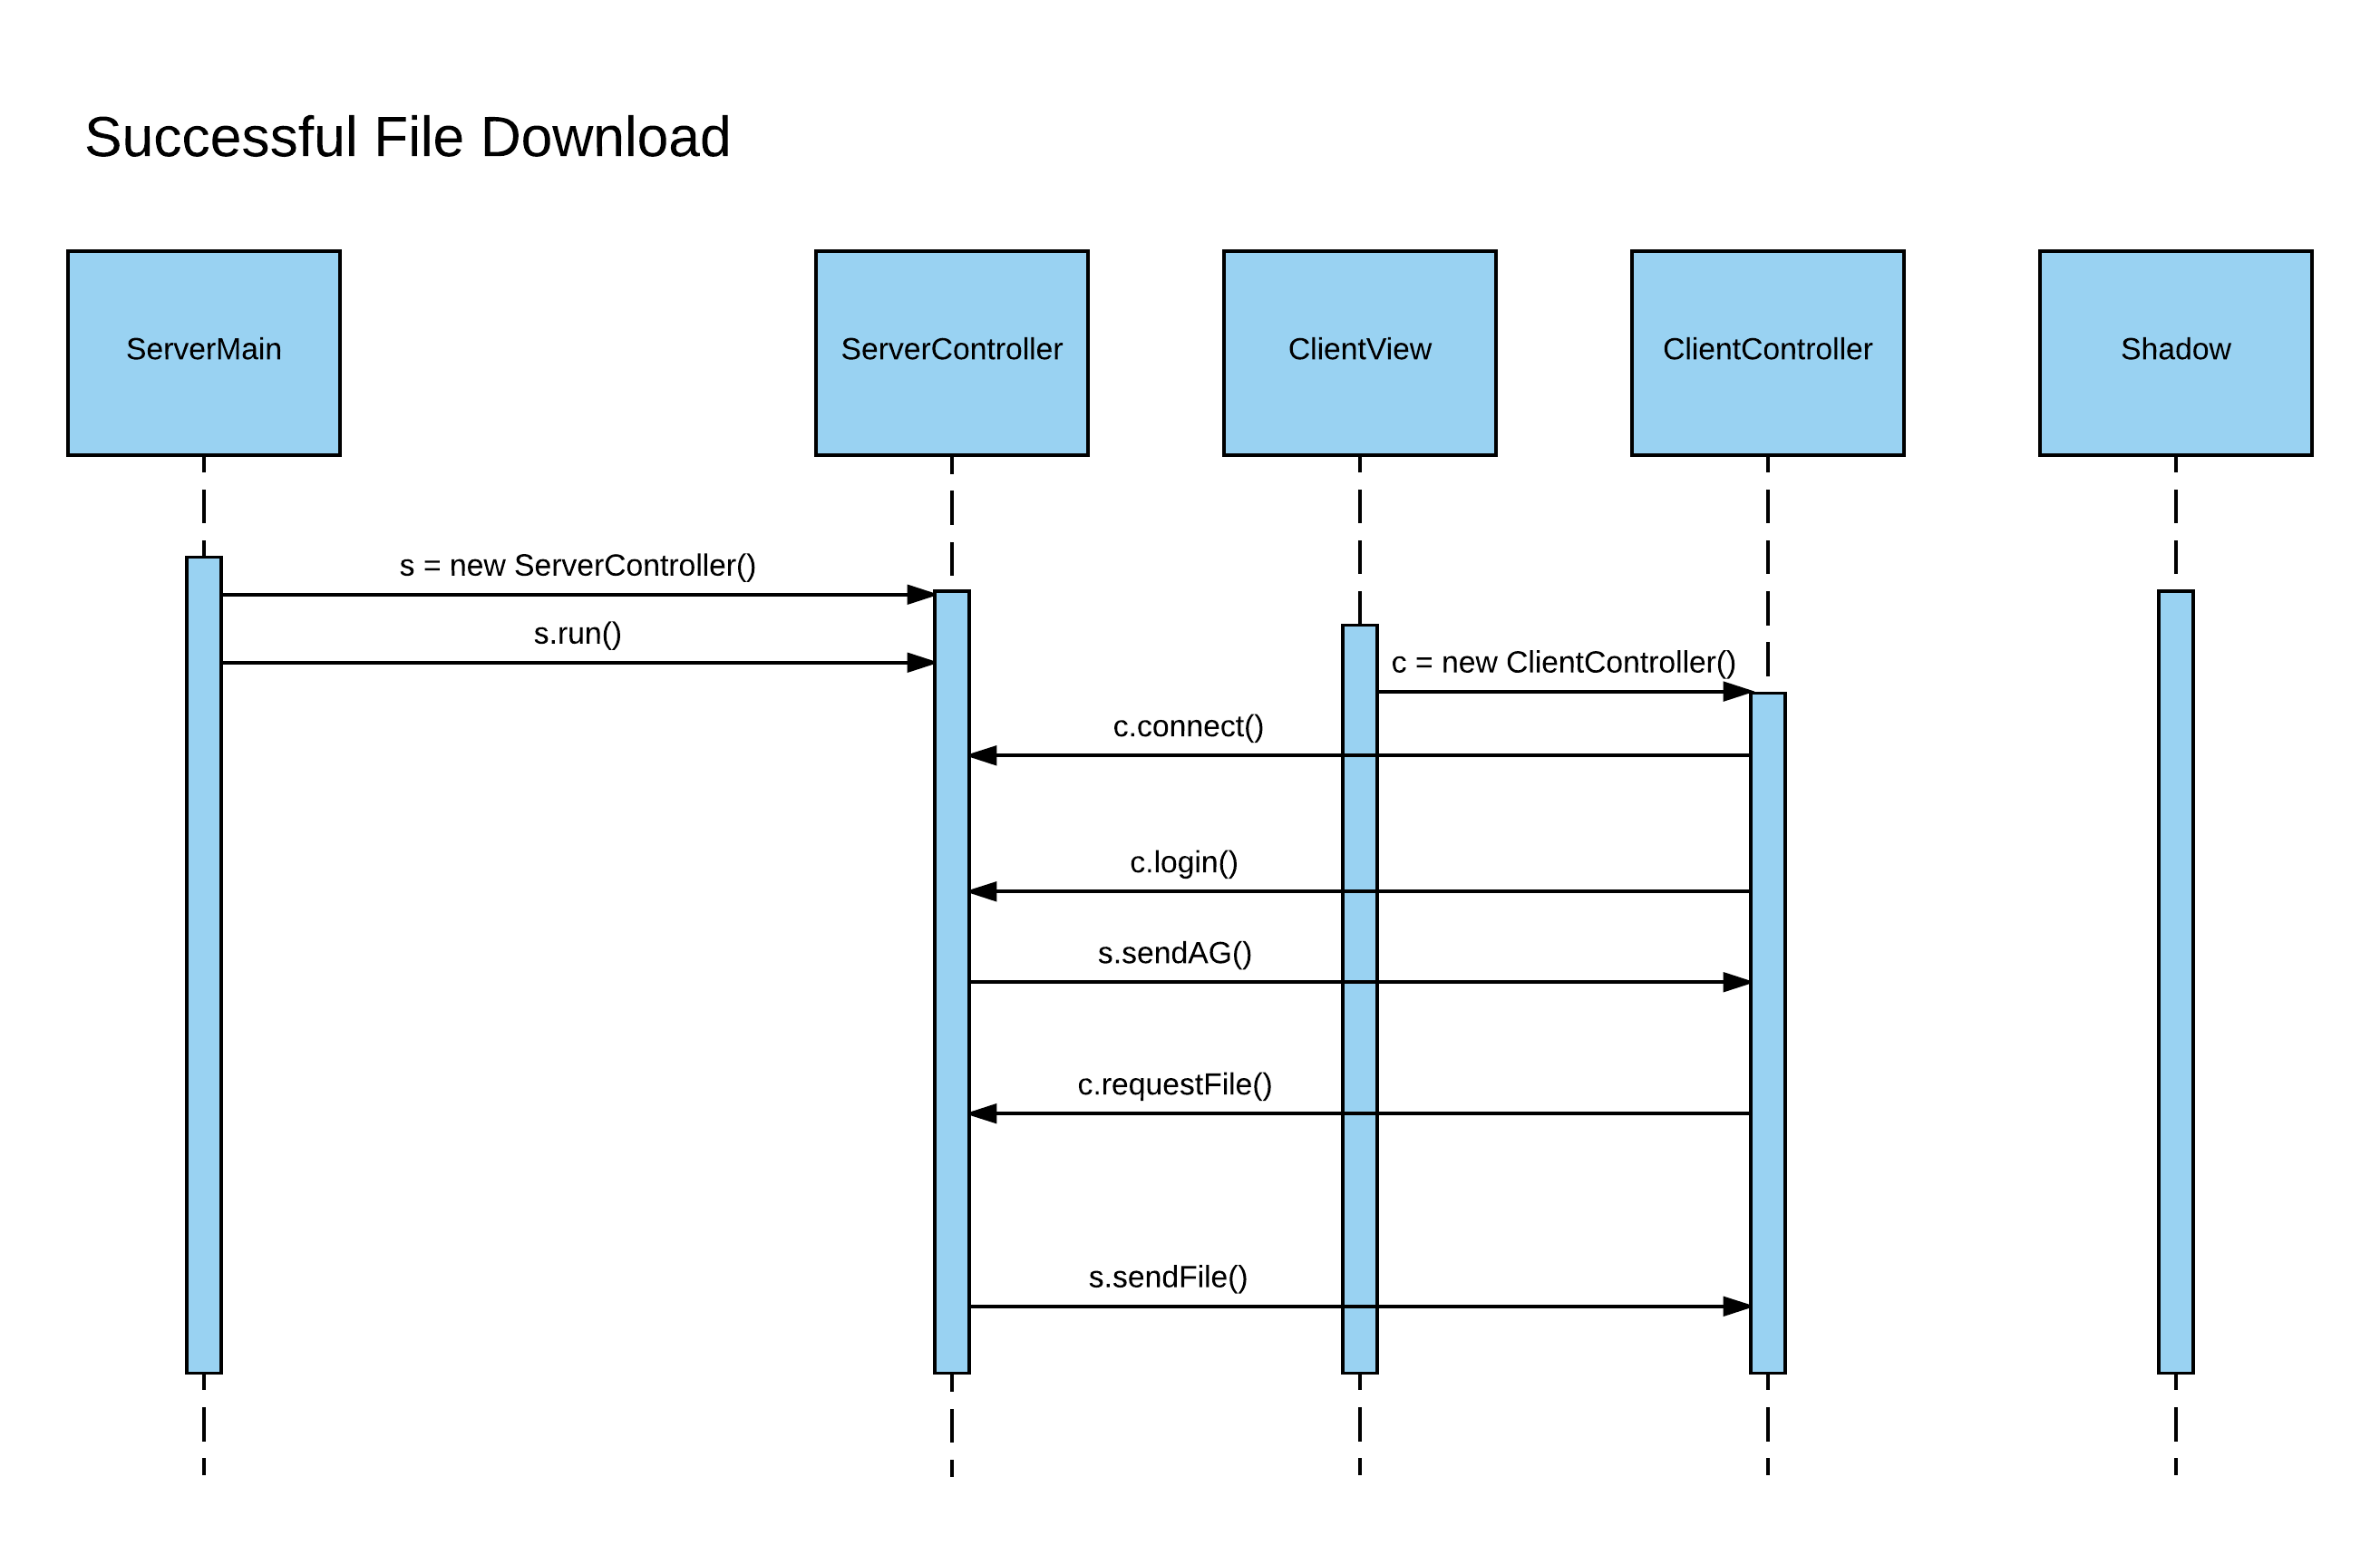 Successful File Download
ServerMain
ServerController
ClientView
ClientController
Shadow
s = new ServerController()
s.run()
c = new ClientController()
c.connect()
c.login()
s.sendAG()
c.requestFile()
s.sendFile()